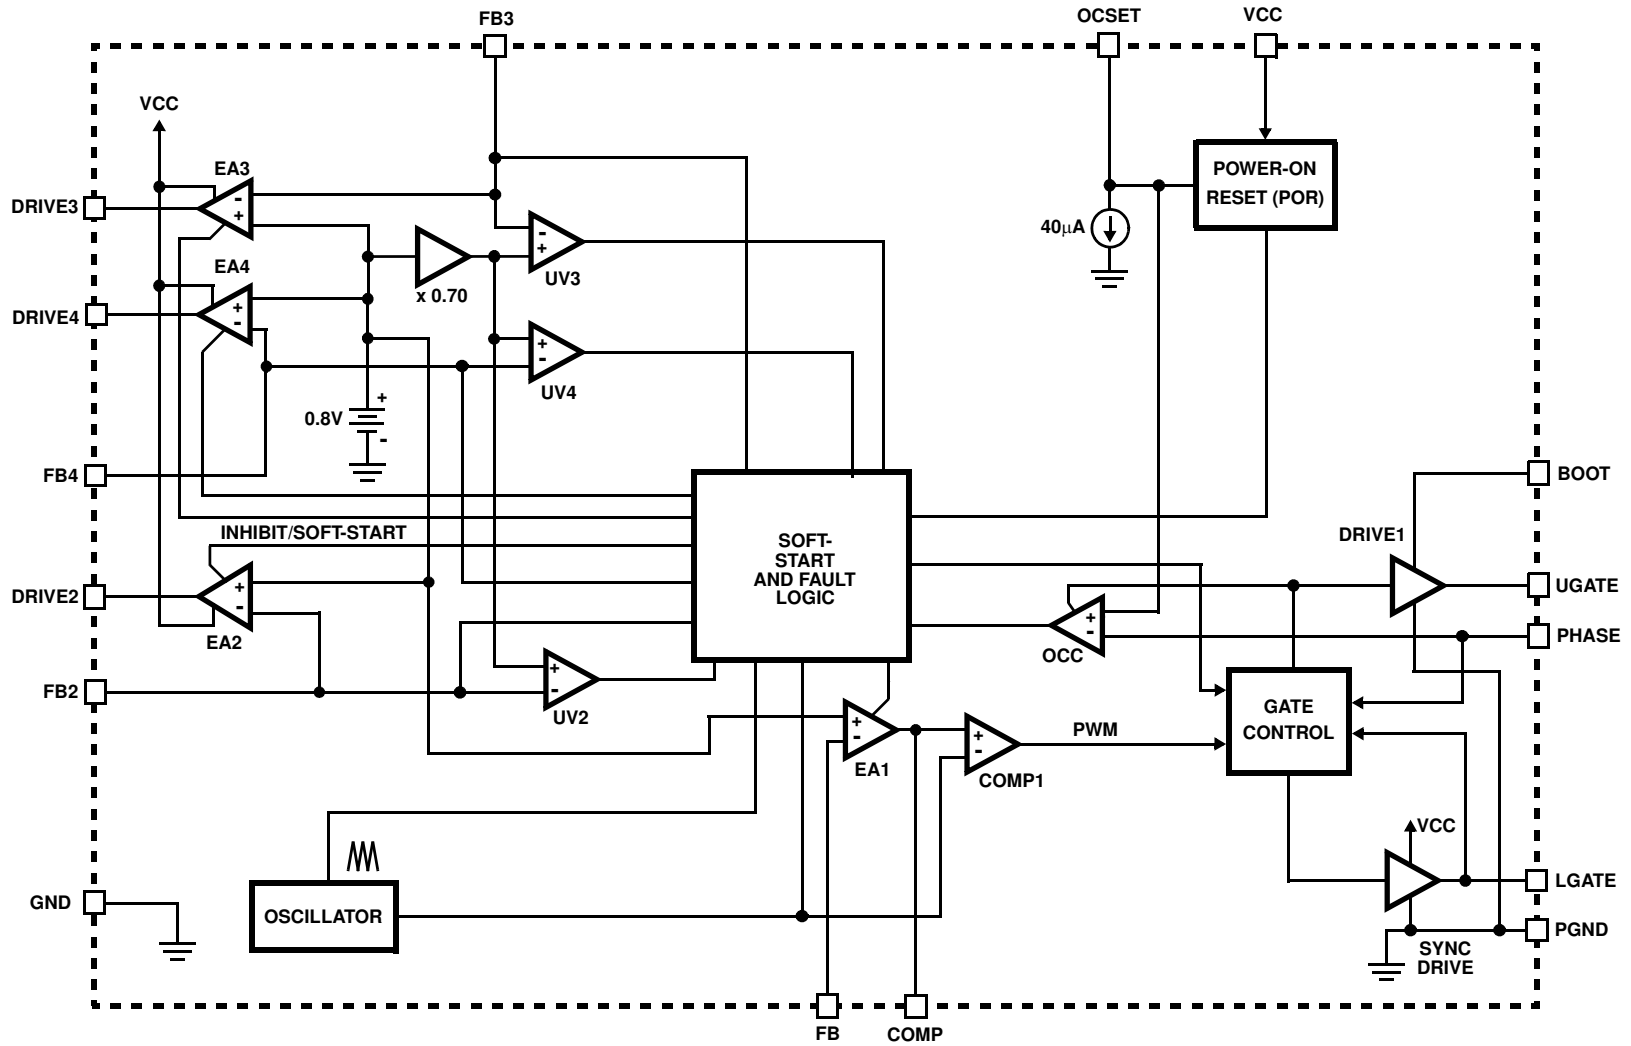 FB3
OCSET
VCC
VCC
EA3
-
+
DRIVE3
POWER-ON
RESET (POR)
40µA
-
+
UV3
EA4
x 0.70
DRIVE4
+
-
+
-
UV4
0.8V
+
-
FB4
BOOT
INHIBIT/SOFT-START
SOFT-
START
AND FAULT
LOGIC
DRIVE1
DRIVE2
+
-
EA2
UGATE
+
-
OCC
PHASE
FB2
+
-
UV2
GATE
CONTROL
+
-
EA1
+
-
COMP1
PWM
VCC
GND
OSCILLATOR
LGATE
PGND
SYNC
DRIVE
FB
COMP